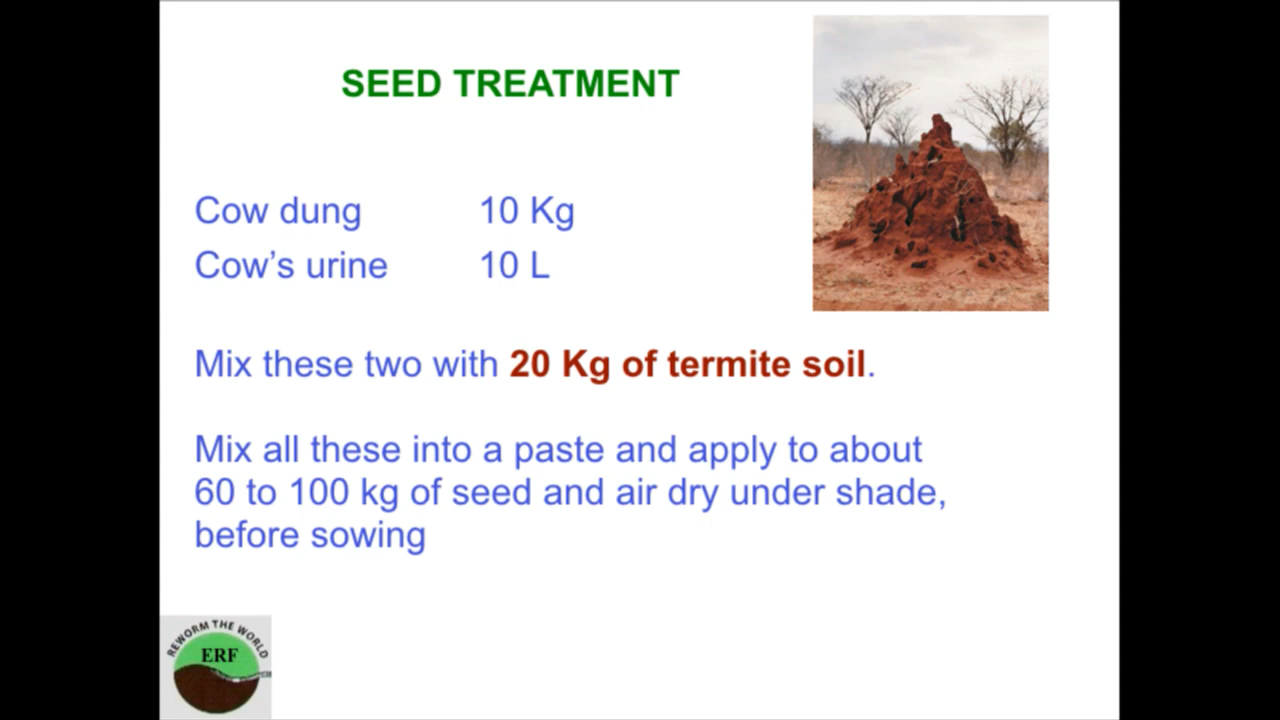 SEED TREATMENT
Cow dung 10 Kg
Cow’s urine 10 L
Mix these two with 20 Kg of termite soil.
Mix all these into a paste and apply to about
60 to 100 kg of seed and air dry under shade,
before sowing
REWORM THE WORLD
ERF